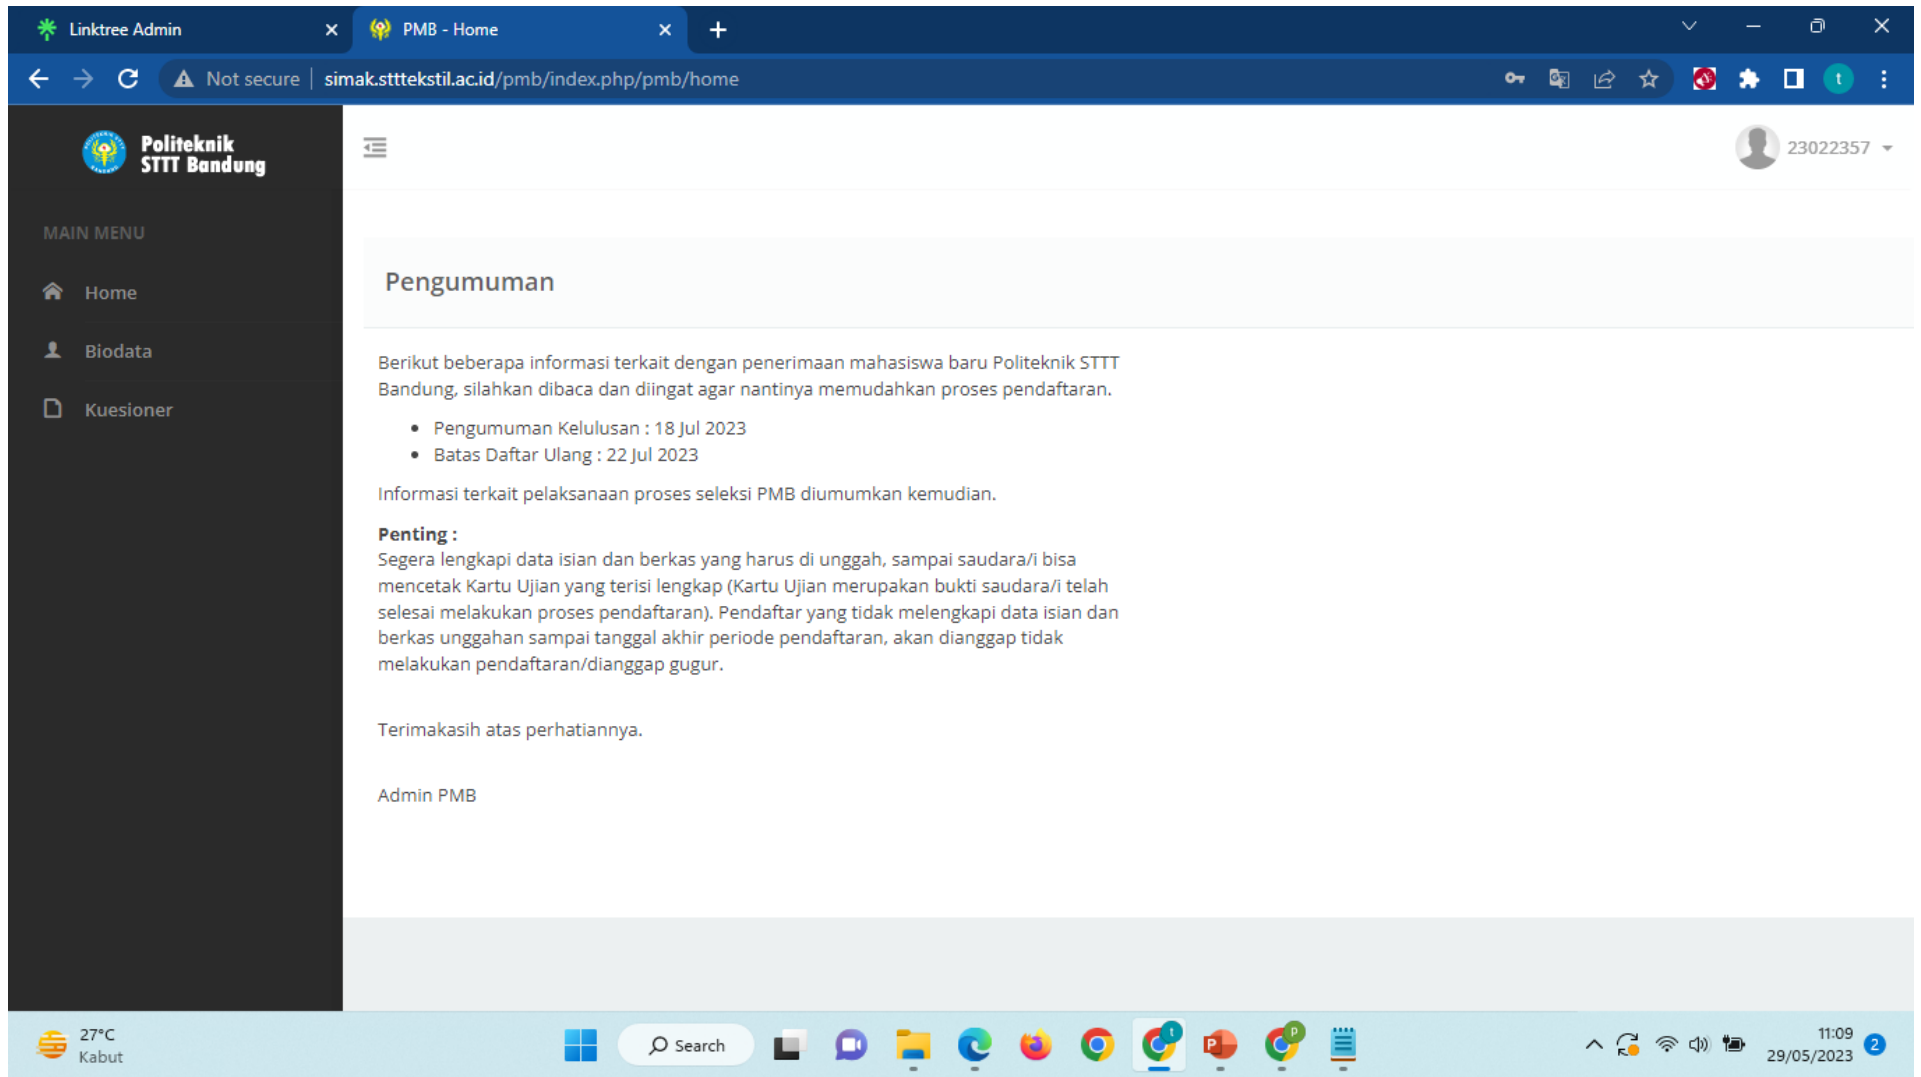 Linktree Admin
PMB - Home
Not secure
simak.stttekstil.ac.id/pmb/index.php/pmb/home
t
Politeknik
STTT Bandung
23022357
MAIN MENU
Home
Biodata
Kuesioner
Pengumuman
Berikut beberapa informasi terkait dengan penerimaan mahasiswa baru Politeknik STTT
Bandung, silahkan dibaca dan diingat agar nantinya memudahkan proses pendaftaran.
• Pengumuman Kelulusan : 18 Jul 2023
• Batas Daftar Ulang : 22 Jul 2023
Informasi terkait pelaksanaan proses seleksi PMB diumumkan kemudian.
Penting :
Segera lengkapi data isian dan berkas yang harus di unggah, sampai saudara/i bisa
mencetak Kartu Ujian yang terisi lengkap (Kartu Ujian merupakan bukti saudara/i telah
selesai melakukan proses pendaftaran). Pendaftar yang tidak melengkapi data isian dan
berkas unggahan sampai tanggal akhir periode pendaftaran, akan dianggap tidak
melakukan pendaftaran/dianggap gugur.
Terimakasih atas perhatiannya.
Admin PMB
27°C
Kabut
Search
t
P
P
11:09
29/05/2023
2